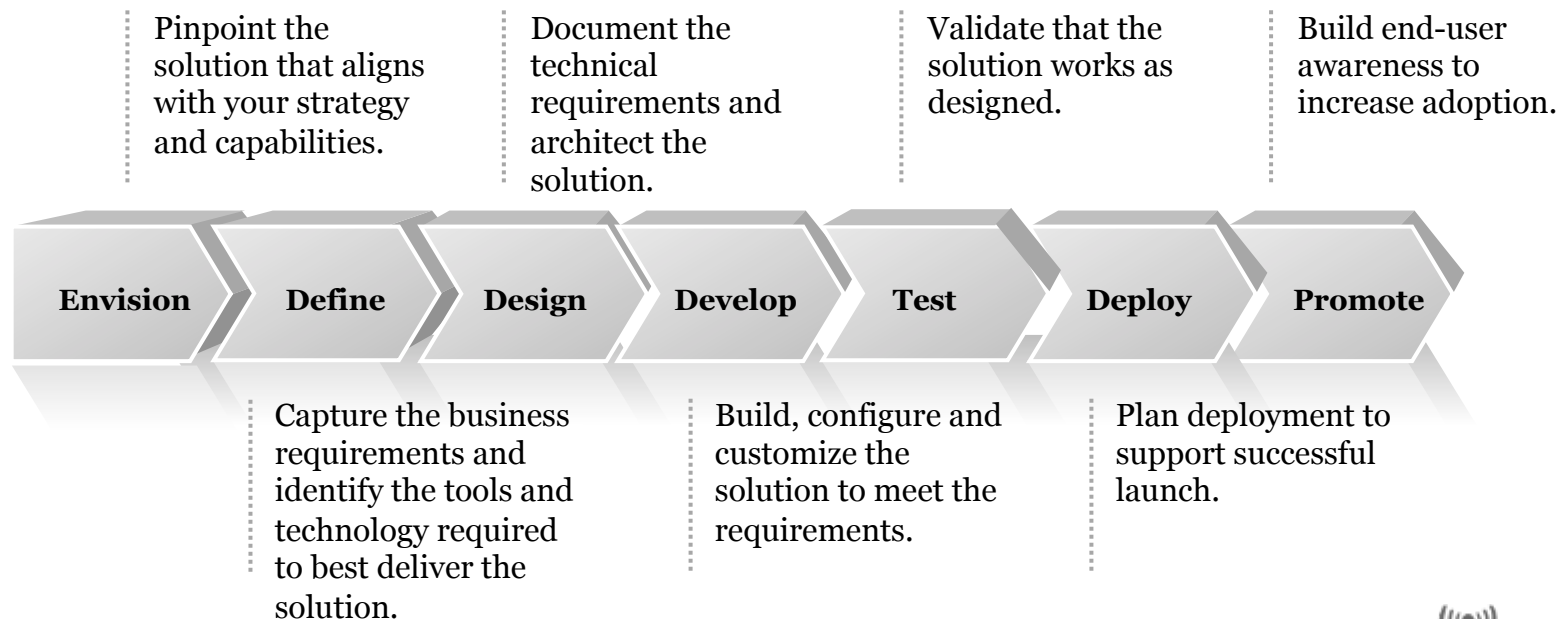 Pinpoint the
solution that aligns
with your strategy
and capabilities.
Document the
technical
requirements and
architect the
solution.
Validate that the
solution works as
designed.
Build end-user
awareness to
increase adoption.
Envision
Define
Design
Develop
Test
Deploy
Promote
Capture the business
requirements and
identify the tools and
technology required
to best deliver the
solution.
Build, configure and
customize the
solution to meet the
requirements.
Plan deployment to
support successful
launch.